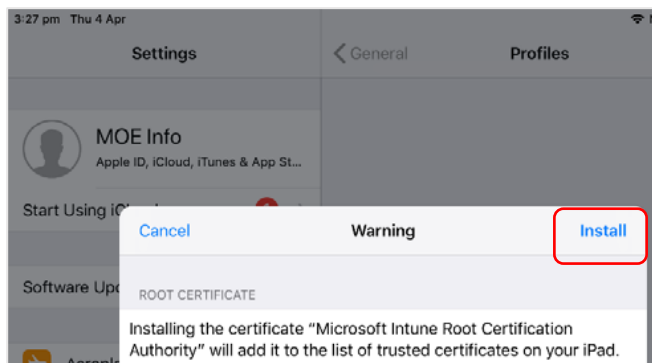 3:27 pm Thu 4 Apr
Settings
General
Profiles
MOE Info
Apple ID, iCloud, iTunes & App St...
Start Using
Cancel
Warning
Install
Software
ROOT CERTIFICATE
Installing the certificate “Microsoft Intune Root Certification
Authority” will add it to the list of trusted certificates on your iPad.